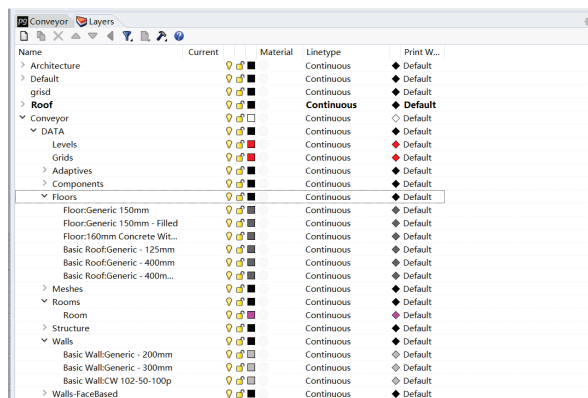 pg Conveyor Layers
Name Current Material Linetype Print W...
Architecture Continuous Default
Default Continuous Default
grisd Continuous Default
Roof Continuous Default
Conveyor Continuous Default
DATA Continuous Default
Levels Continuous Default
Grids Continuous Default
Adaptives Continuous Default
Components Continuous Default
Floors Continuous Default
Floor:Generic 150mm Continuous Default
Floor:Generic 150mm - Filled Continuous Default
Floor:160mm Concrete Wit... Continuous Default
Basic Roof:Generic - 125mm Continuous Default
Basic Roof:Generic - 400mm Continuous Default
Basic Roof:Generic - 400m... Continuous Default
Meshes Continuous Default
Rooms Continuous Default
Room Continuous Default
Structure Continuous Default
Walls Continuous Default
Basic Wall:Generic - 200mm Continuous Default
Basic Wall:Generic - 300mm Continuous Default
Basic Wall:CW 102-50-100p Continuous Default
Walls-FaceBased Continuous Default